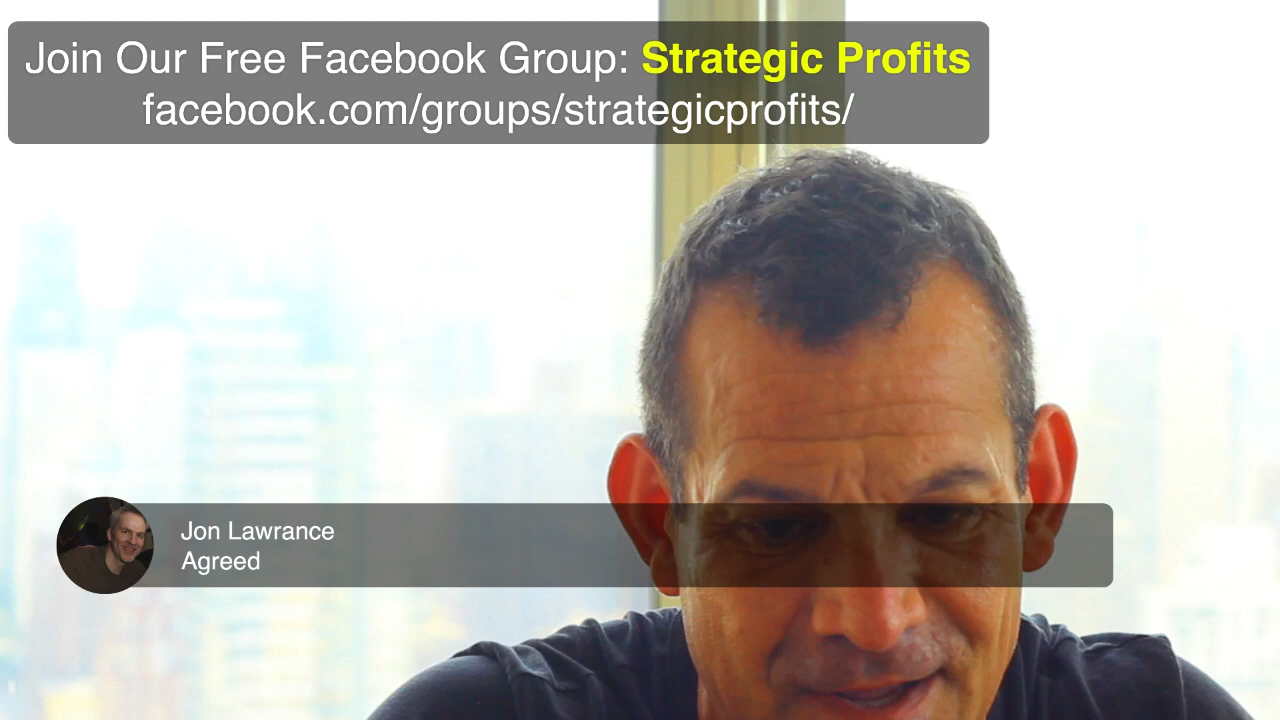 Join Our Free Facebook Group: Strategic Profits
facebook.com/groups/strategicprofits/
Jon Lawrance
Agreed